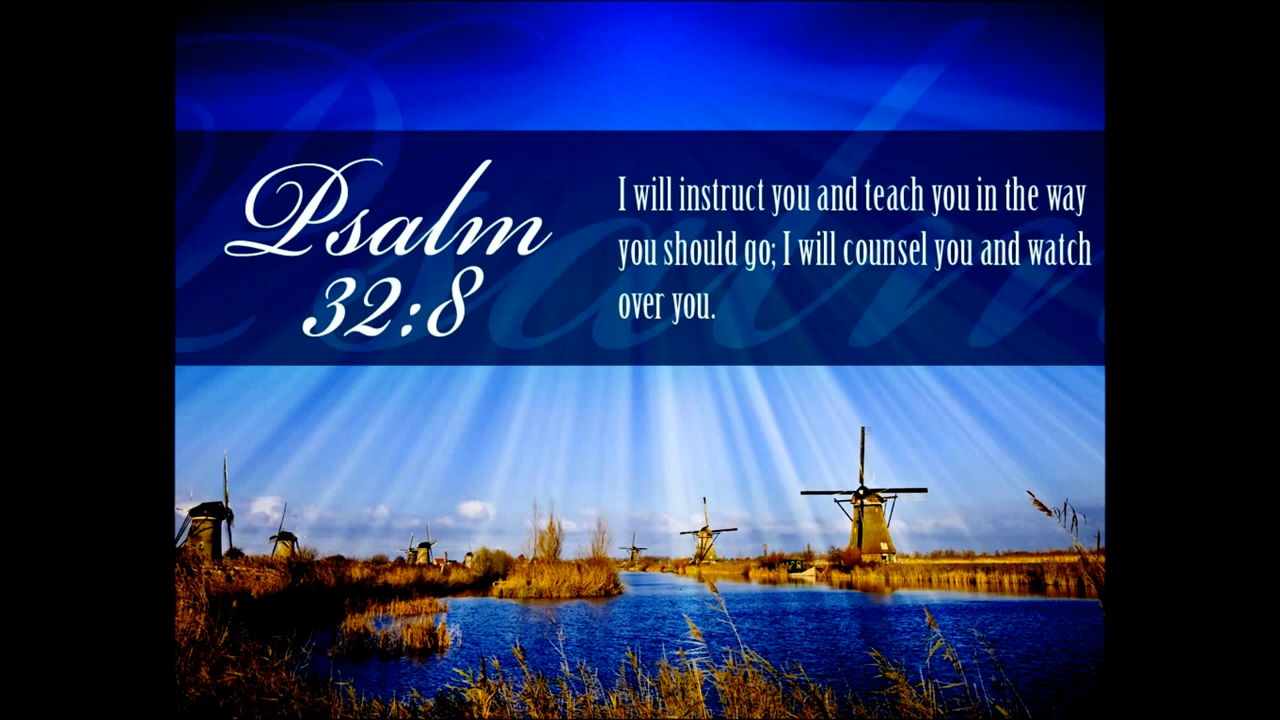 Psalm
32:8
I will instruct you and teach you in the way
you should go; I will counsel you and watch
over you.